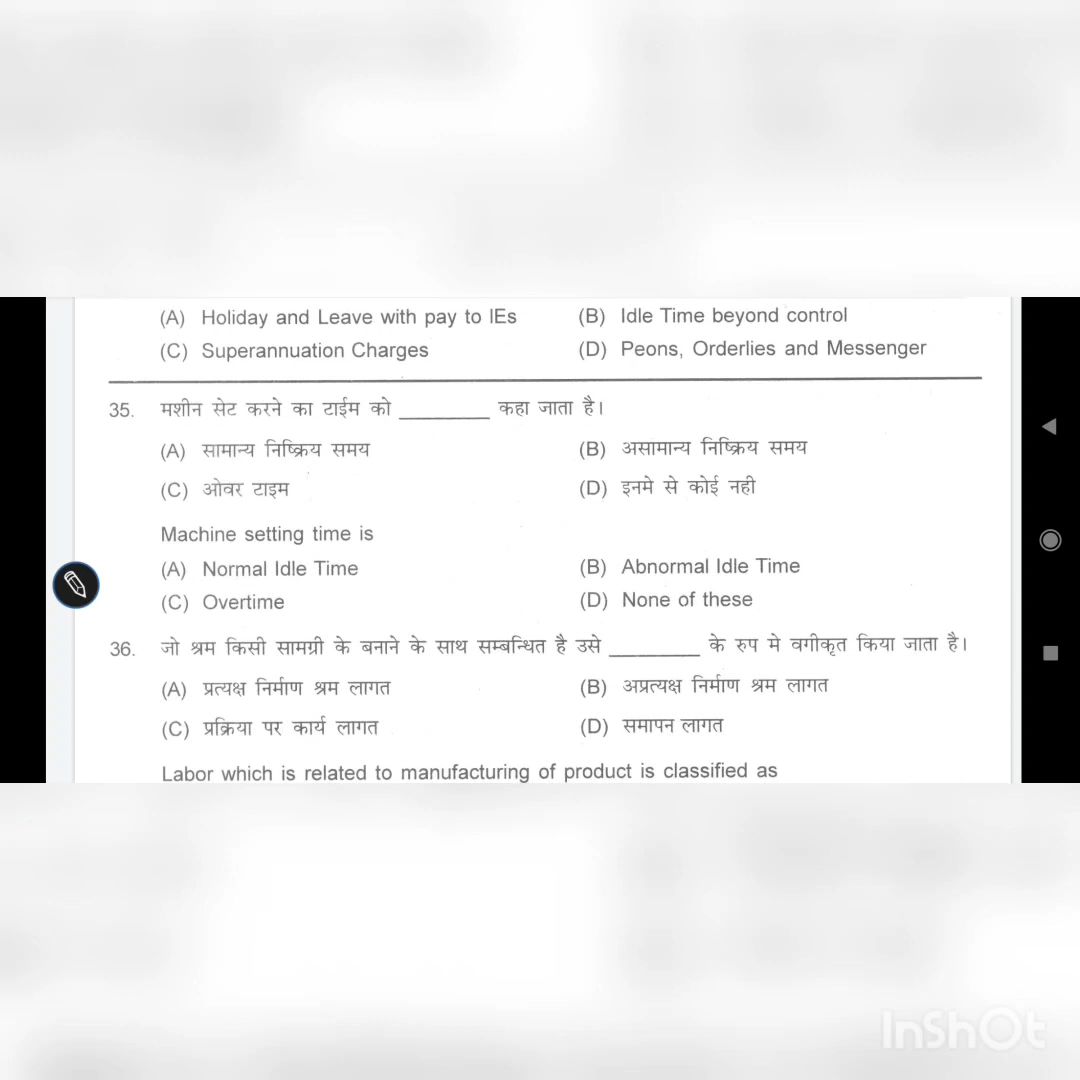 (A) Holiday and Leave with pay to IEs (B) Idle Time beyond control
(C) Superannuation Charges (D) Peons, Orderlies and Messenger
35. मशीन सेट करने का टाईम को ________ कहा जाता है।
(A) सामान्य निष्क्रिय समय (B) असामान्य निष्क्रिय समय
(C) ओवर टाइम (D) इनमे से कोई नही
Machine setting time is
(A) Normal Idle Time (B) Abnormal Idle Time
(C) Overtime (D) None of these
36. जो श्रम किसी सामग्री के बनाने के साथ सम्बन्धित है उसे ________ के रुप मे वगीकृत किया जाता है।
(A) प्रत्यक्ष निर्माण श्रम लागत (B) अप्रत्यक्ष निर्माण श्रम लागत
(C) प्रक्रिया पर कार्य लागत (D) समापन लागत
Labor which is related to manufacturing of product is classified as
InShOt